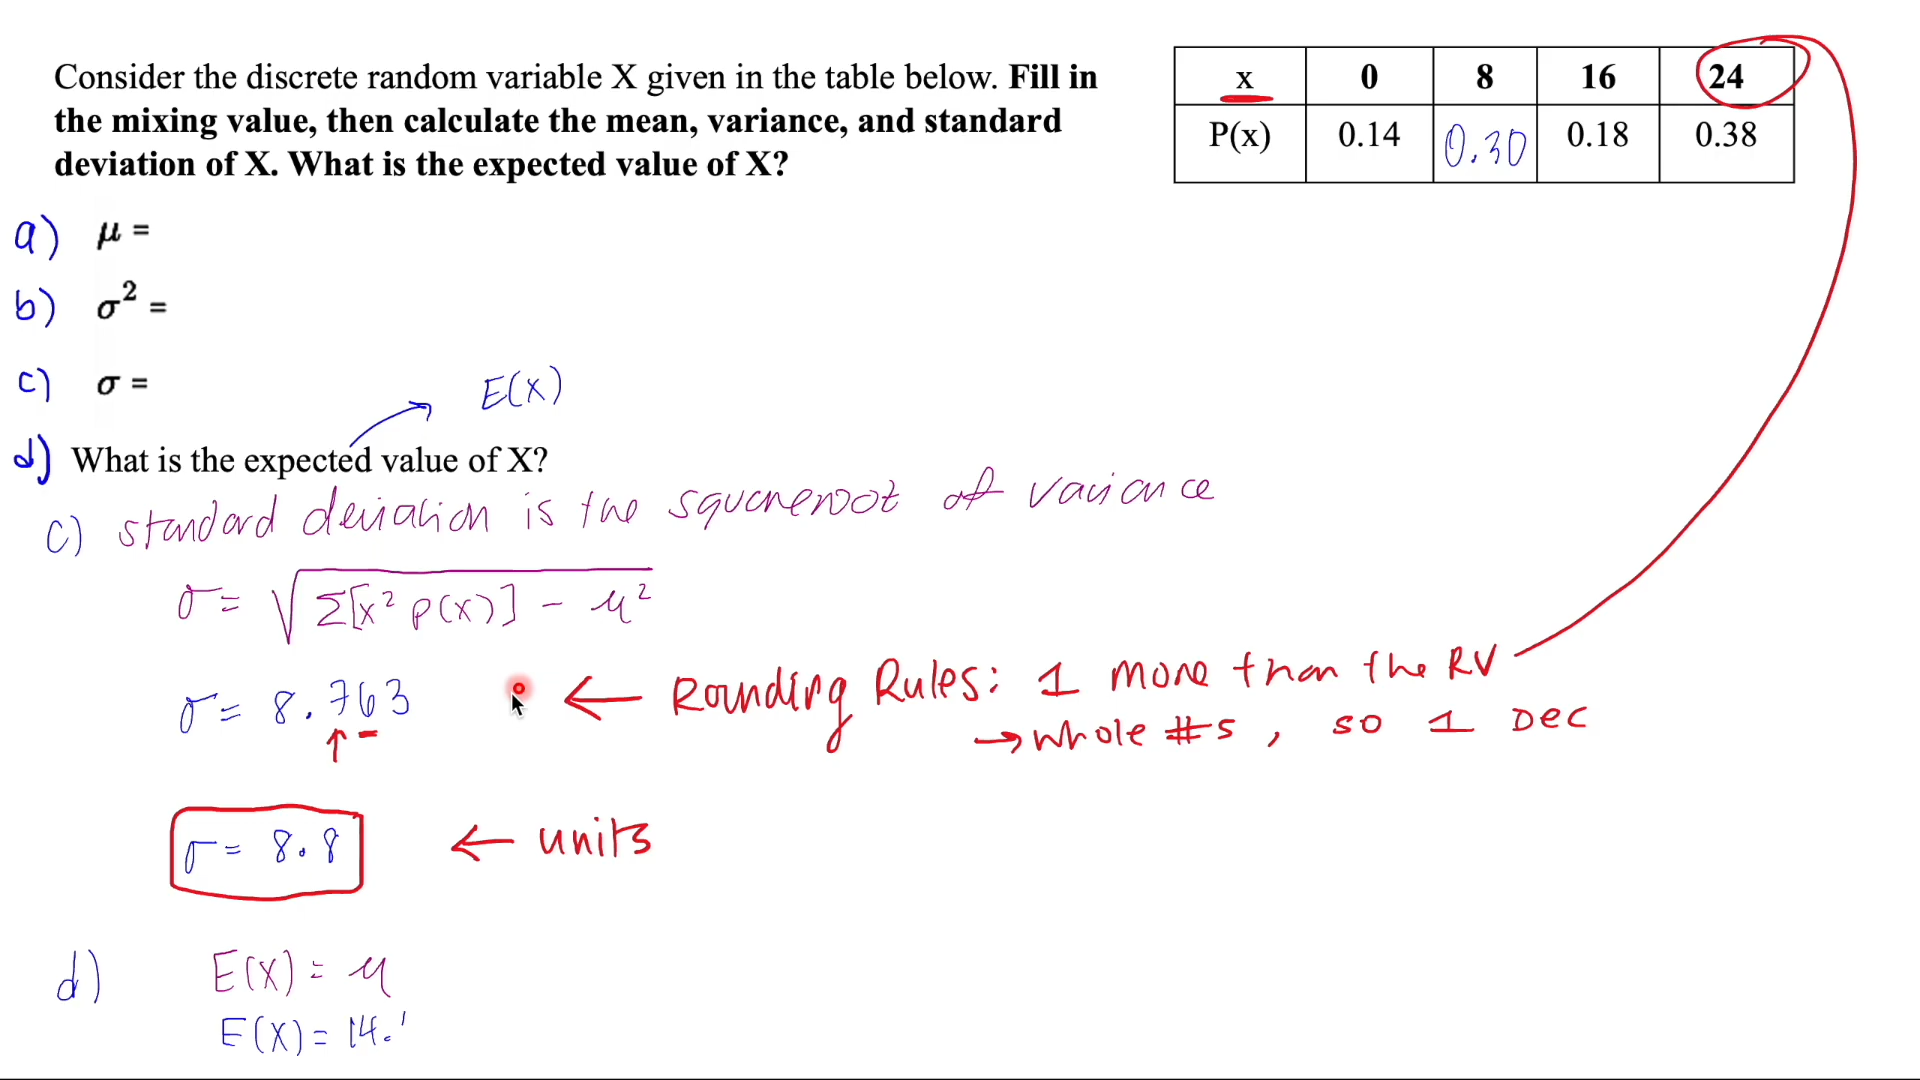 Consider the discrete random variable X given in the table below. Fill in
the mixing value, then calculate the mean, variance, and standard
deviation of X. What is the expected value of X?
x 0 8 16 24
P(x) 0.14 0.30 0.18 0.38
a) μ =
b) σ² =
c) σ =
E(X)
d) What is the expected value of X?
c) standard deviation is the squareroot of variance
σ = √Σ[x² P(x)] - μ²
σ = 8.763 ← Rounding Rules: 1 more than the RV
→ whole #s, so 1 Dec
σ = 8.8 ← units
d) E(X) = μ
E(X) = 14.